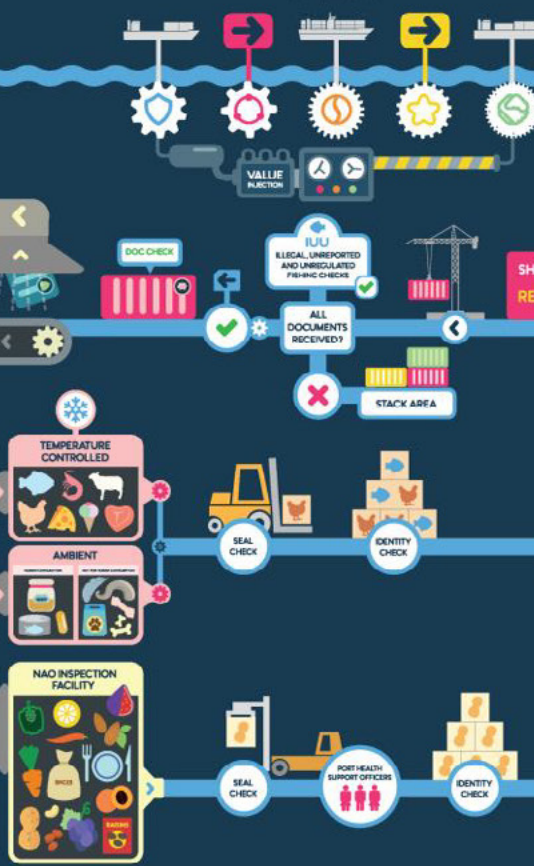 VALUE
INJECTION
DOC CHECK
IUU
ILLEGAL, UNREPORTED
AND UNREGULATED
FISHING CHECKS
SH
RE
ALL
DOCUMENTS
RECEIVED?
STACK AREA
TEMPERATURE
CONTROLLED
SEAL
CHECK
IDENTITY
CHECK
AMBIENT
NAO INSPECTION
FACILITY
SPICES
RAISINS
SEAL
CHECK
PORT HEALTH
SUPPORT OFFICERS
IDENTITY
CHECK